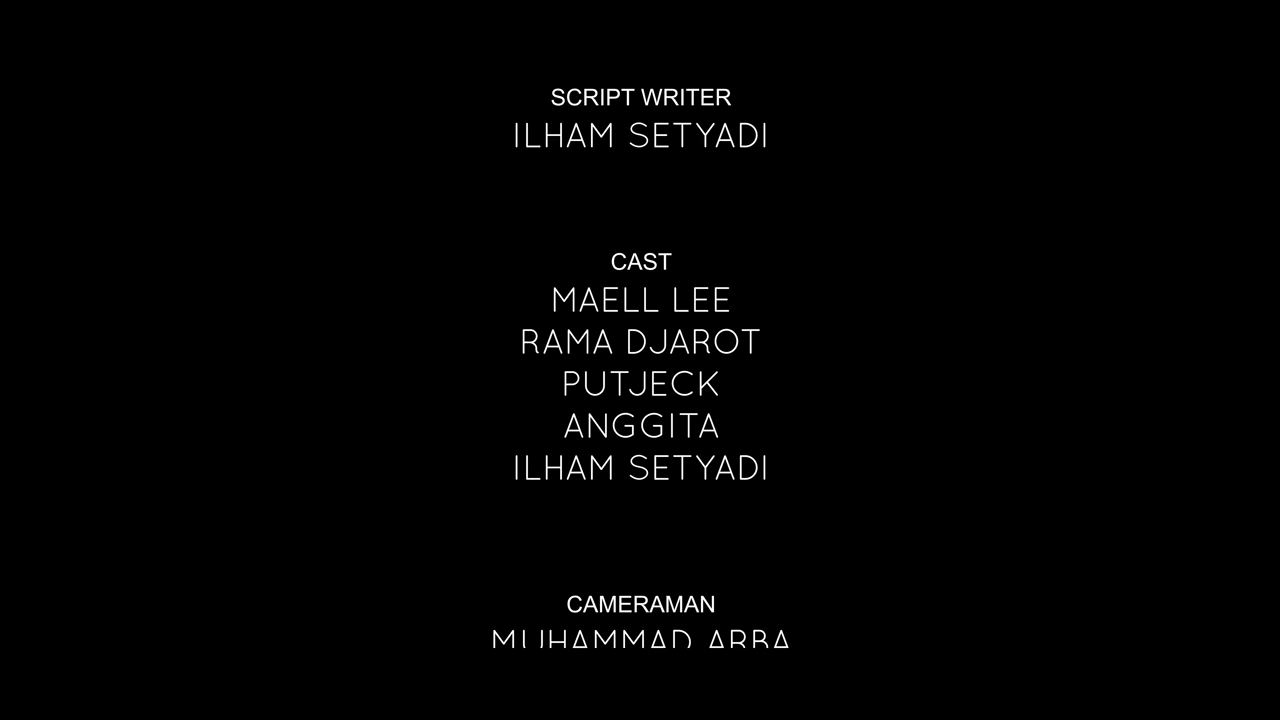 SCRIPT WRITER
ILHAM SETYADI
CAST
MAELL LEE
RAMA DJAROT
PUTJECK
ANGGITA
ILHAM SETYADI
CAMERAMAN
MUHAMMAD